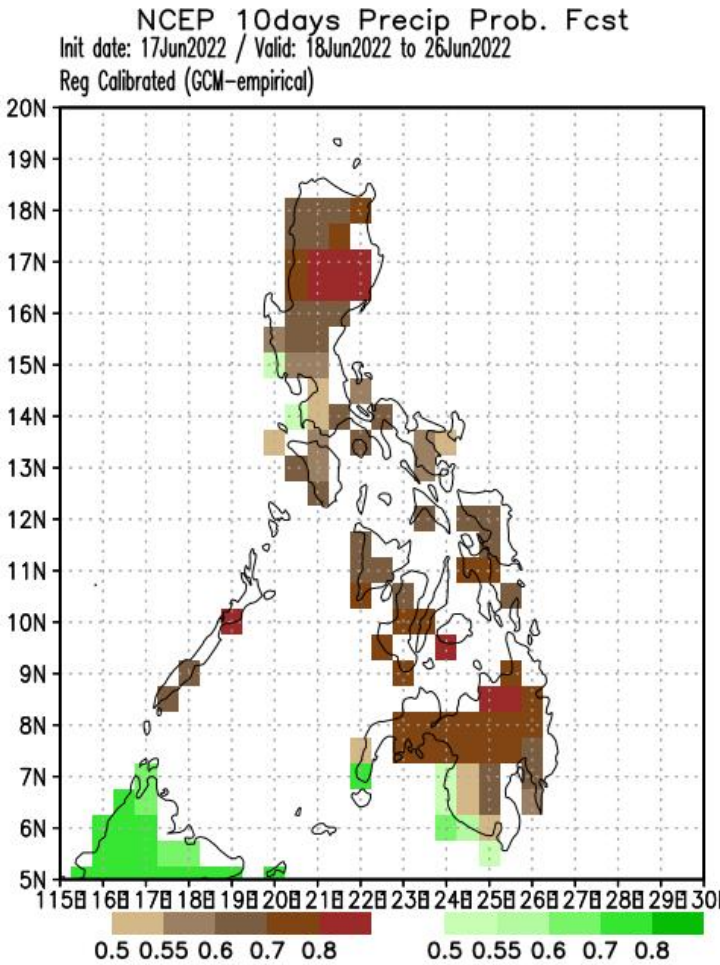 NCEP 10days Precip Prob. Fcst
Init date: 17Jun2022 / Valid: 18Jun2022 to 26Jun2022
Reg Calibrated (GCM-empirical)
20N
19N
18N
17N
16N
15N
14N
13N
12N
11N
10N
9N
8N
7N
6N
5N
115E 116E 117E 118E 119E 120E 121E 122E 123E 124E 125E 126E 127E 128E 129E 130E
0.5 0.55 0.6 0.7 0.8 0.5 0.55 0.6 0.7 0.8